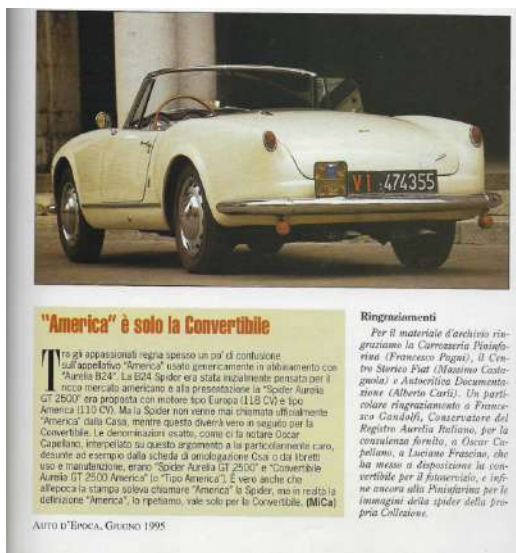 VI 474355
"America" è solo la Convertibile
Tra gli appassionati regna spesso un po' di confusione
sull'appellativo "America" usato genericamente in abbinamento con
"Aurelia B24". La B24 Spider era stata inizialmente pensata per il
ricco mercato americano e alla presentazione la "Spider Aurelia
GT 2500" era proposta con motore tipo Europa (118 CV) e tipo
America (110 CV). Ma la Spider non venne mai chiamata ufficialmente
"America" dalla Casa, mentre questo diverrà vero in seguito per la
Convertibile. Le denominazioni esatte, come ci fa notare Oscar
Capellano, interpellato su questo argomento a lui particolarmente caro,
desunte ad esempio dalla scheda di omologazione Csai o dai libretti
uso e manutenzione, erano "Spider Aurelia GT 2500" e "Convertibile
Aurelia GT 2500 America" (o "Tipo America"). È vero anche che
all'epoca la stampa soleva chiamare "America" la Spider, ma in realtà la
definizione "America", lo ripetiamo, vale solo per la Convertibile. (MiCa)
Ringraziamenti
Per il materiale d'archivio rin-
graziamo la Carrozzeria Pininfa-
rina (Francesco Pagni), il Cen-
tro Storico Fiat (Massimo Casta-
gnola) e Autocritica Documenta-
zione (Alberto Carli). Un parti-
colare ringraziamento a France-
sco Gandolfi, Conservatore del
Registro Aurelia Italiano, per la
consulenza fornita, a Oscar Ca-
pellano, a Luciano Frascino, che
ha messo a disposizione la con-
vertibile per il fotoservizio, e infi-
ne ancora alla Pininfarina per le
immagini della spider della pro-
pria Collezione.
AUTO D'EPOCA, GIUGNO 1995